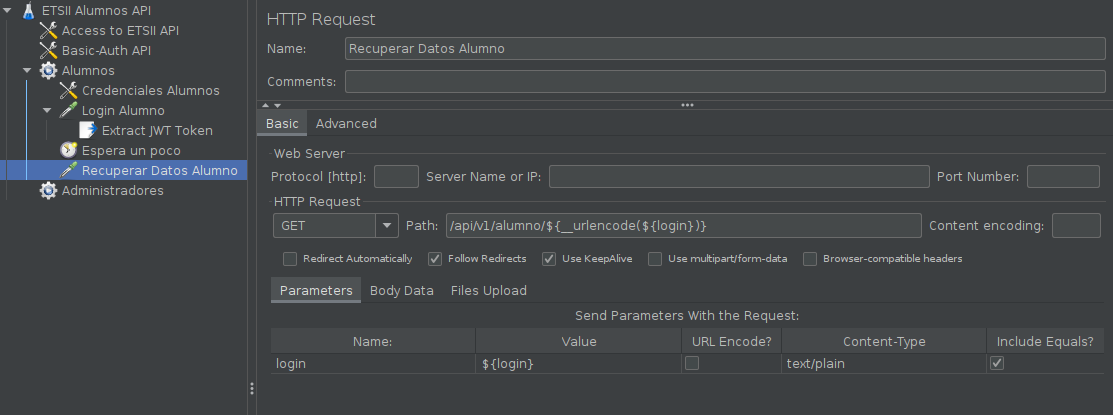 ETSII Alumnos API
Access to ETSII API
Basic-Auth API
Alumnos
Credenciales Alumnos
Login Alumno
Extract JWT Token
Espera un poco
Recuperar Datos Alumno
Administradores
HTTP Request
Name: Recuperar Datos Alumno
Comments:
Basic Advanced
Web Server
Protocol [http]: Server Name or IP: Port Number:
HTTP Request
GET Path: /api/v1/alumno/${__urlencode(${login})} Content encoding:
Redirect Automatically Follow Redirects Use KeepAlive Use multipart/form-data Browser-compatible headers
Parameters Body Data Files Upload
Send Parameters With the Request:
Name: Value URL Encode? Content-Type Include Equals?
login ${login} text/plain